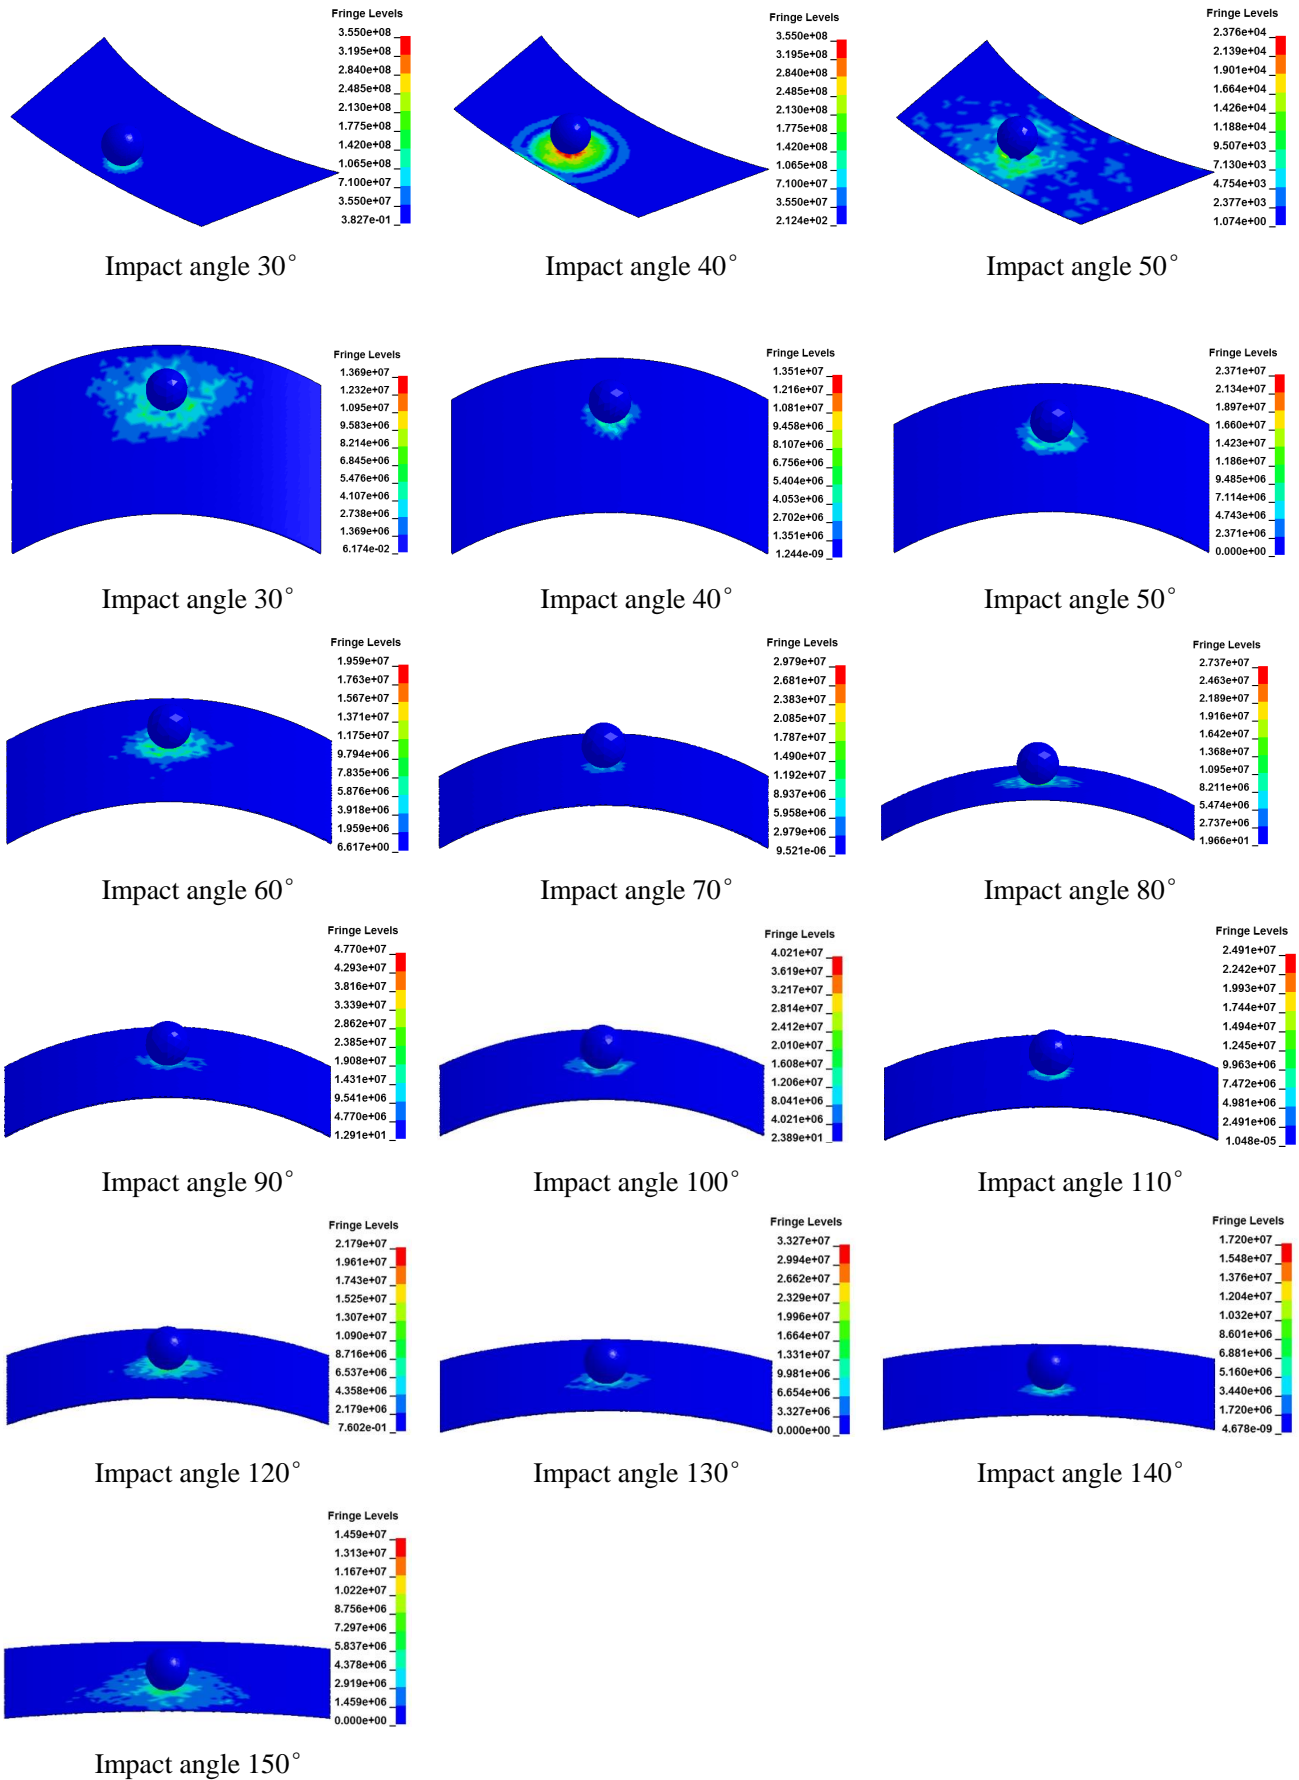 Fringe Levels
3.550e+08
3.195e+08
2.840e+08
2.485e+08
2.130e+08
1.775e+08
1.420e+08
1.065e+08
7.100e+07
3.550e+07
3.827e-01
Impact angle 30°
Fringe Levels
3.550e+08
3.195e+08
2.840e+08
2.485e+08
2.130e+08
1.775e+08
1.420e+08
1.065e+08
7.100e+07
3.550e+07
2.124e+02
Impact angle 40°
Fringe Levels
2.376e+04
2.139e+04
1.901e+04
1.664e+04
1.426e+04
1.188e+04
9.507e+03
7.130e+03
4.754e+03
2.377e+03
1.074e+00
Impact angle 50°
Fringe Levels
1.369e+07
1.232e+07
1.095e+07
9.583e+06
8.214e+06
6.845e+06
5.476e+06
4.107e+06
2.738e+06
1.369e+06
6.174e-02
Impact angle 30°
Fringe Levels
1.351e+07
1.216e+07
1.081e+07
9.458e+06
8.107e+06
6.756e+06
5.404e+06
4.053e+06
2.702e+06
1.351e+06
1.244e-09
Impact angle 40°
Fringe Levels
2.371e+07
2.134e+07
1.897e+07
1.660e+07
1.423e+07
1.186e+07
9.485e+06
7.114e+06
4.743e+06
2.371e+06
0.000e+00
Impact angle 50°
Fringe Levels
1.959e+07
1.763e+07
1.567e+07
1.371e+07
1.175e+07
9.794e+06
7.835e+06
5.876e+06
3.918e+06
1.959e+06
6.617e+00
Impact angle 60°
Fringe Levels
2.979e+07
2.681e+07
2.383e+07
2.085e+07
1.787e+07
1.490e+07
1.192e+07
8.937e+06
5.958e+06
2.979e+06
9.521e-06
Impact angle 70°
Fringe Levels
2.737e+07
2.463e+07
2.189e+07
1.916e+07
1.642e+07
1.368e+07
1.095e+07
8.211e+06
5.474e+06
2.737e+06
1.966e+01
Impact angle 80°
Fringe Levels
4.770e+07
4.293e+07
3.816e+07
3.339e+07
2.862e+07
2.385e+07
1.908e+07
1.431e+07
9.541e+06
4.770e+06
1.291e+01
Impact angle 90°
Fringe Levels
4.021e+07
3.619e+07
3.217e+07
2.814e+07
2.412e+07
2.010e+07
1.608e+07
1.206e+07
8.041e+06
4.021e+06
2.389e+01
Impact angle 100°
Fringe Levels
2.491e+07
2.242e+07
1.993e+07
1.744e+07
1.494e+07
1.245e+07
9.963e+06
7.472e+06
4.981e+06
2.491e+06
1.048e-05
Impact angle 110°
Fringe Levels
2.179e+07
1.961e+07
1.743e+07
1.525e+07
1.307e+07
1.090e+07
8.716e+06
6.537e+06
4.358e+06
2.179e+06
7.602e-01
Impact angle 120°
Fringe Levels
3.327e+07
2.994e+07
2.662e+07
2.329e+07
1.996e+07
1.664e+07
1.331e+07
9.981e+06
6.654e+06
3.327e+06
0.000e+00
Impact angle 130°
Fringe Levels
1.720e+07
1.548e+07
1.376e+07
1.204e+07
1.032e+07
8.601e+06
6.881e+06
5.160e+06
3.440e+06
1.720e+06
4.678e-09
Impact angle 140°
Fringe Levels
1.459e+07
1.313e+07
1.167e+07
1.022e+07
8.756e+06
7.297e+06
5.837e+06
4.378e+06
2.919e+06
1.459e+06
0.000e+00
Impact angle 150°